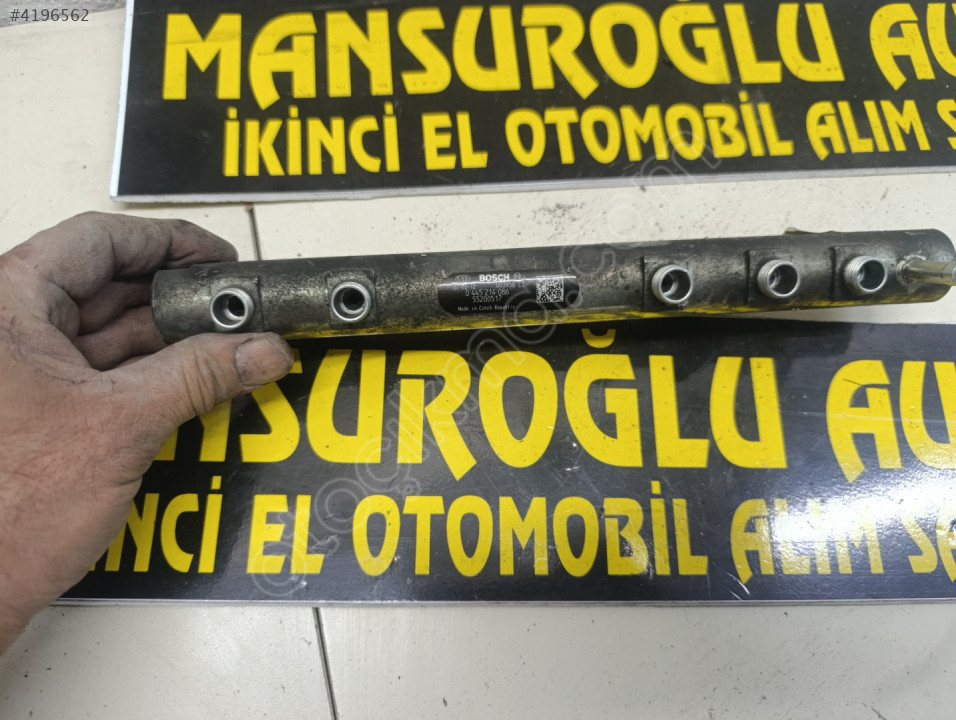 #4196562
MANSUROĞLU AU
İKİNCİ EL OTOMOBİL ALIM S
BOSCH
0 445 214 086
55200517
Made in Czech Republic
SUROĞLU AU
İNCİ EL OTOMOBİL ALIM SA